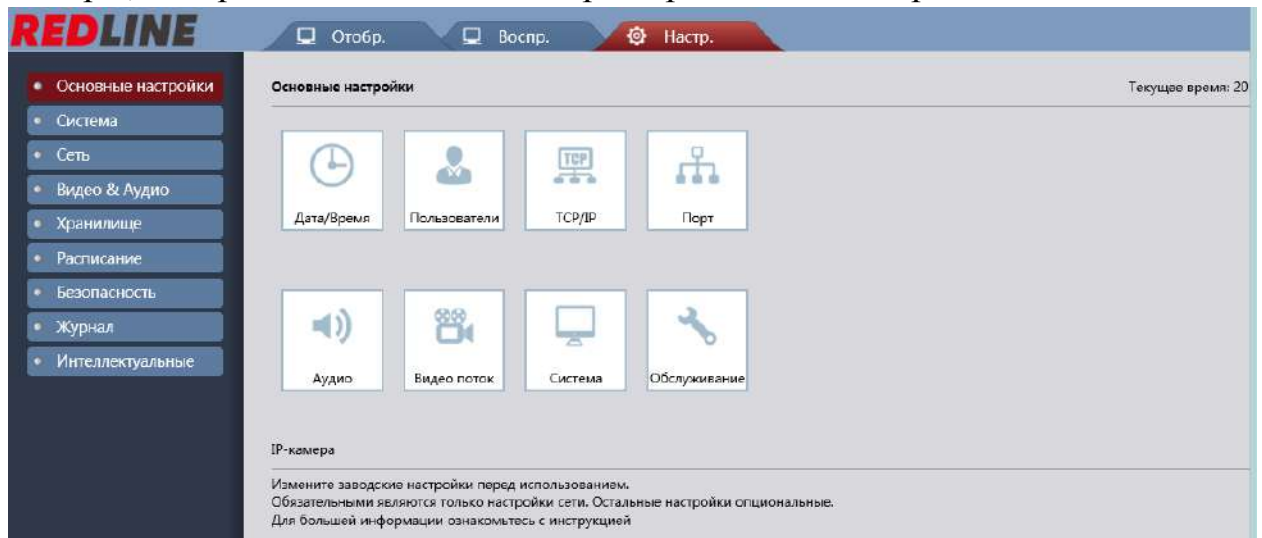 REDLINE
Отобр.
Воспр.
Настр.
Основные настройки
Система
Сеть
Видео & Аудио
Хранилище
Расписание
Безопасность
Журнал
Интеллектуальные
Основные настройки
Текущее время: 20
Дата/Время
Пользователи
TCP
TCP/IP
Порт
Аудио
Видео поток
Система
Обслуживание
IP-камера
Измените заводские настройки перед использованием.
Обязательными являются только настройки сети. Остальные настройки опциональные.
Для большей информации ознакомьтесь с инструкцией